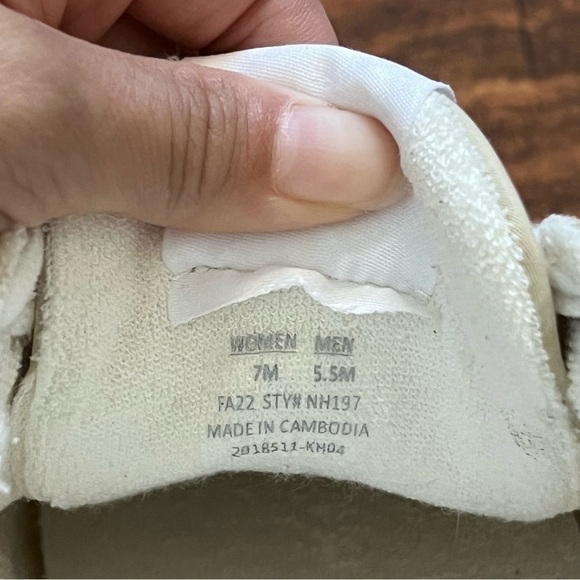 WOMEN MEN
7M 5.5M
FA22 STY# NH197
MADE IN CAMBODIA
2018511-KH04